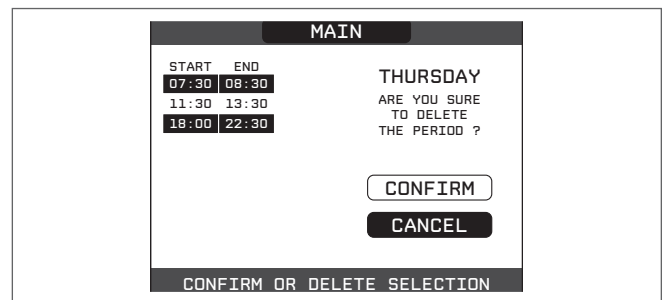 MAIN
START END
07:30 08:30
11:30 13:30
18:00 22:30
THURSDAY
ARE YOU SURE
TO DELETE
THE PERIOD ?
CONFIRM
CANCEL
CONFIRM OR DELETE SELECTION